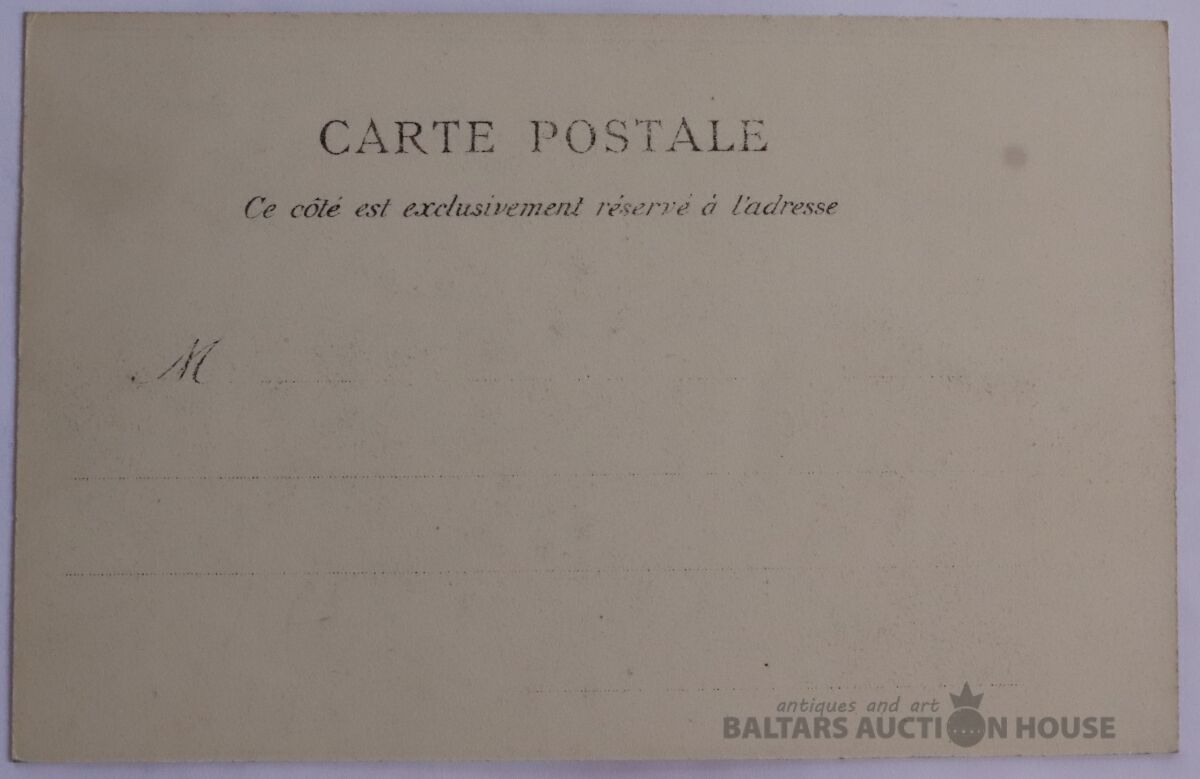 CARTE POSTALE
Ce côté est exclusivement réservé à l'adresse
M
antiques and art
BALTARS AUCTION HOUSE